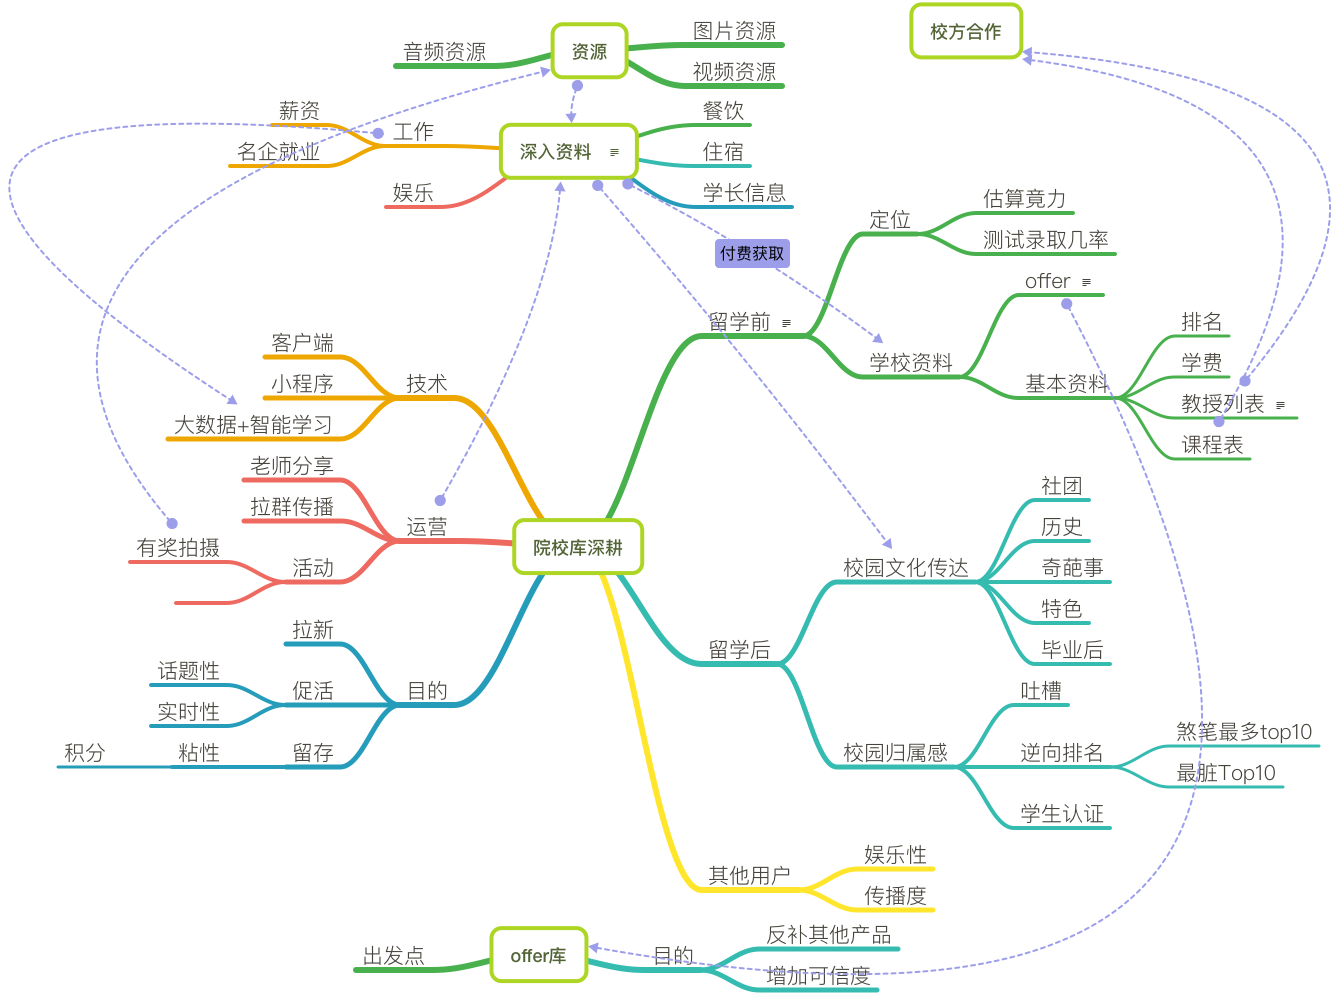 校方合作
资源
音频资源
图片资源
视频资源
深入资料
薪资
工作
名企就业
娱乐
餐饮
住宿
学长信息
付费获取
院校库深耕
留学前
定位
估算竟力
测试录取几率
学校资料
offer
基本资料
排名
学费
教授列表
课程表
技术
客户端
小程序
大数据+智能学习
运营
老师分享
拉群传播
活动
有奖拍摄
目的
拉新
促活
话题性
实时性
留存
粘性
积分
留学后
校园文化传达
社团
历史
奇葩事
特色
毕业后
校园归属感
吐槽
逆向排名
煞笔最多top10
最脏Top10
学生认证
其他用户
娱乐性
传播度
offer库
出发点
目的
反补其他产品
增加可信度